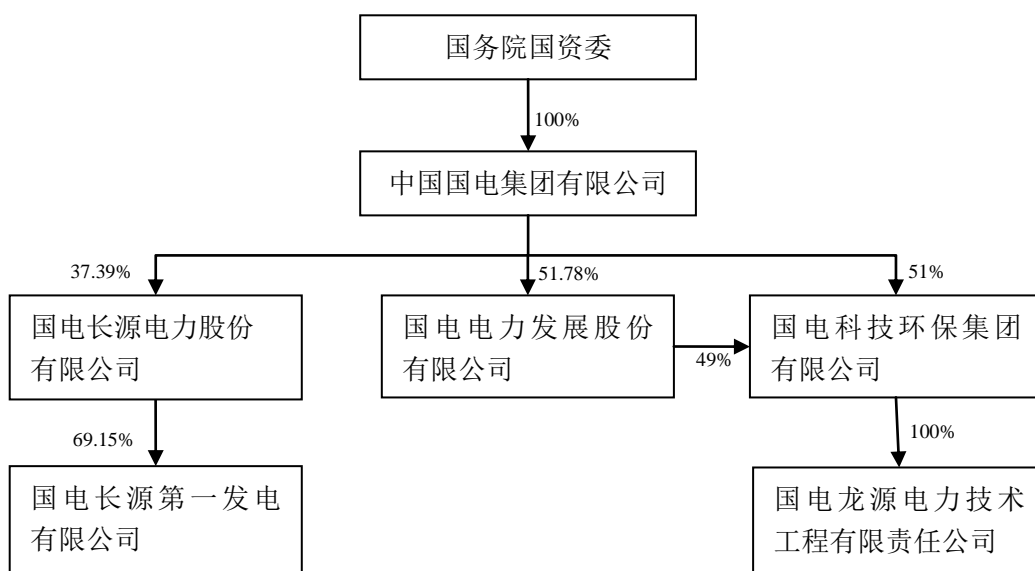 国务院国资委
100%
中国国电集团有限公司
37.39%
51.78%
51%
国电长源电力股份
有限公司
国电电力发展股份
有限公司
49%
国电科技环保集团
有限公司
69.15%
100%
国电长源第一发电
有限公司
国电龙源电力技术
工程有限责任公司